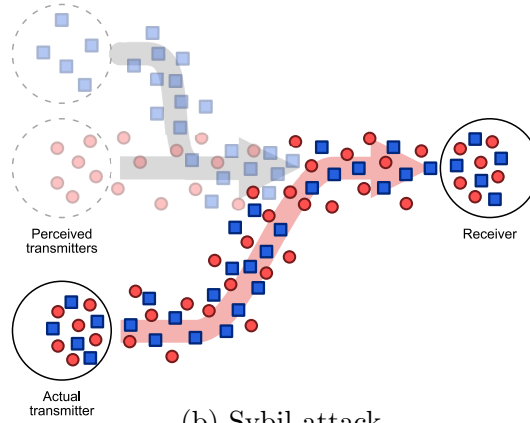 Perceived
transmitters
Receiver
Actual
transmitter
(b) Sybil attack